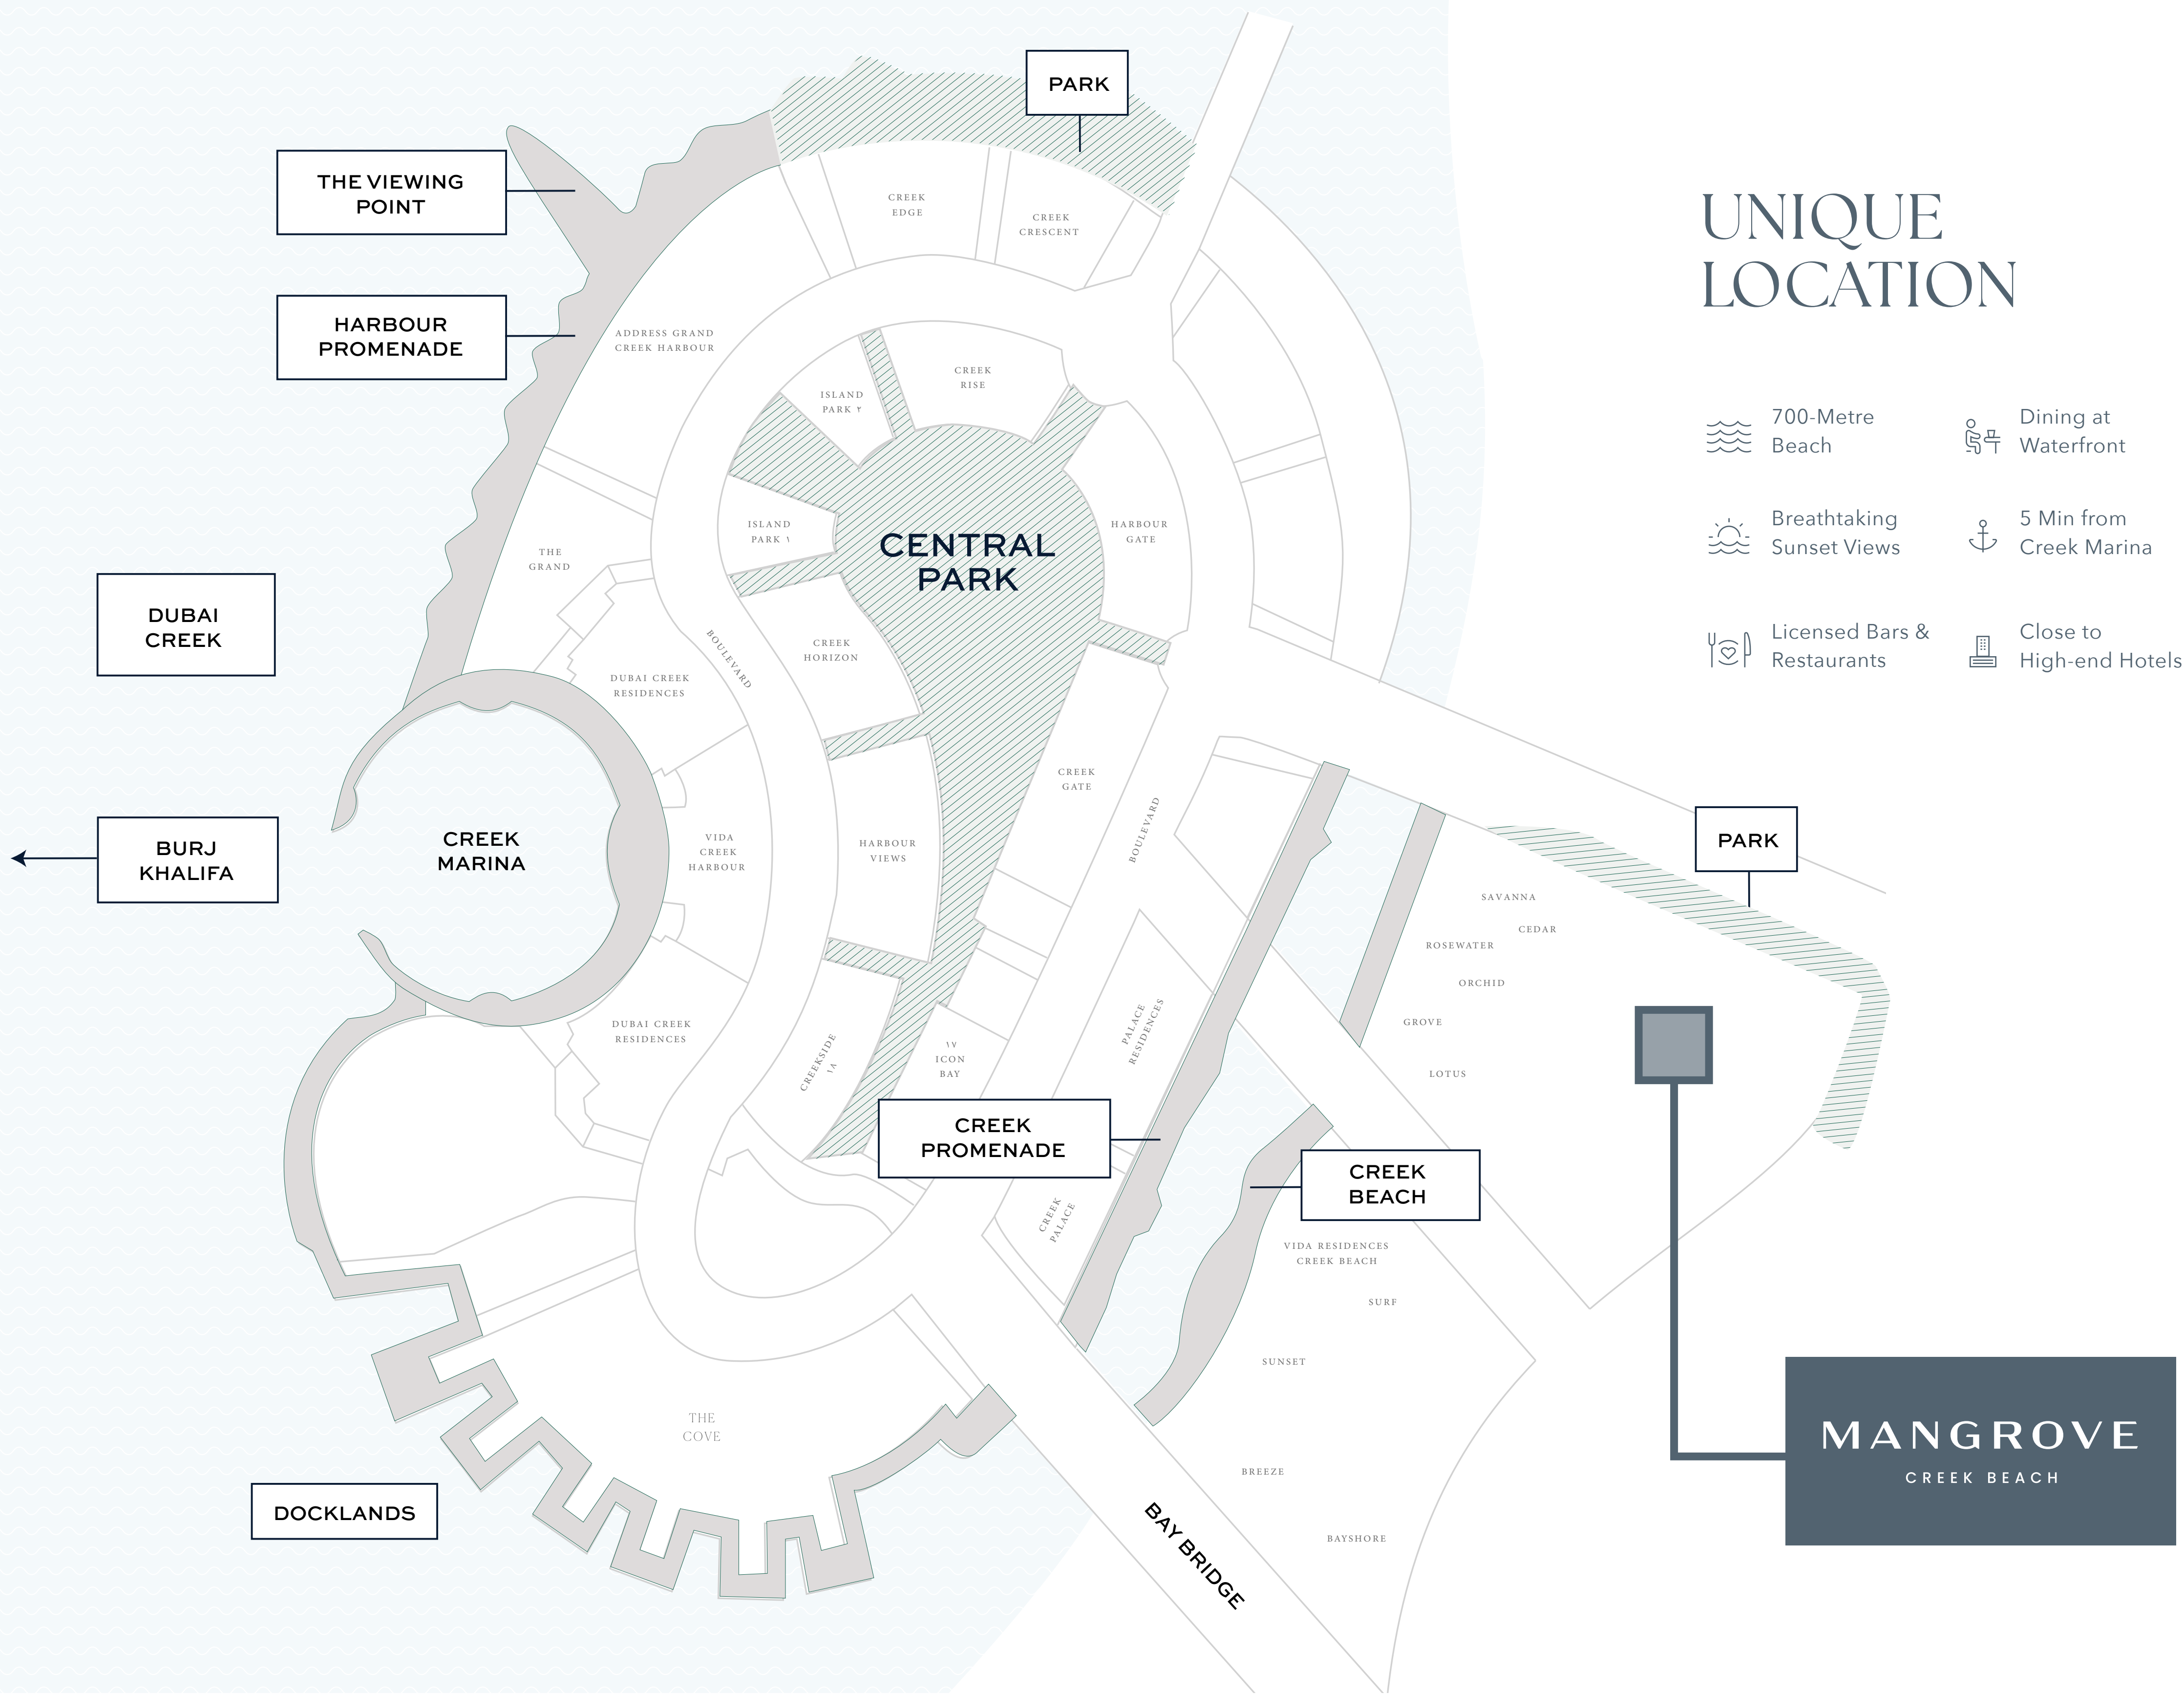 PARK
THE VIEWING
POINT
HARBOUR
PROMENADE
CREEK
EDGE
CREEK
CRESCENT
ADDRESS GRAND
CREEK HARBOUR
CREEK
RISE
ISLAND
PARK ٢
ISLAND
PARK ١
HARBOUR
GATE
CENTRAL
PARK
THE
GRAND
DUBAI
CREEK
BOULEVARD
CREEK
HORIZON
DUBAI CREEK
RESIDENCES
CREEK
GATE
BOULEVARD
BURJ
KHALIFA
CREEK
MARINA
VIDA
CREEK
HARBOUR
HARBOUR
VIEWS
DUBAI CREEK
RESIDENCES
CREEKSIDE
١٨
١٧
ICON
BAY
PALACE
RESIDENCES
CREEK
PROMENADE
CREEK
PALACE
CREEK
BEACH
VIDA RESIDENCES
CREEK BEACH
SURF
SUNSET
BREEZE
BAYSHORE
BAY BRIDGE
THE
COVE
DOCKLANDS
PARK
SAVANNA
CEDAR
ROSEWATER
ORCHID
GROVE
LOTUS
UNIQUE
LOCATION
700-Metre
Beach
Dining at
Waterfront
Breathtaking
Sunset Views
5 Min from
Creek Marina
Licensed Bars &
Restaurants
Close to
High-end Hotels
MANGROVE
CREEK BEACH